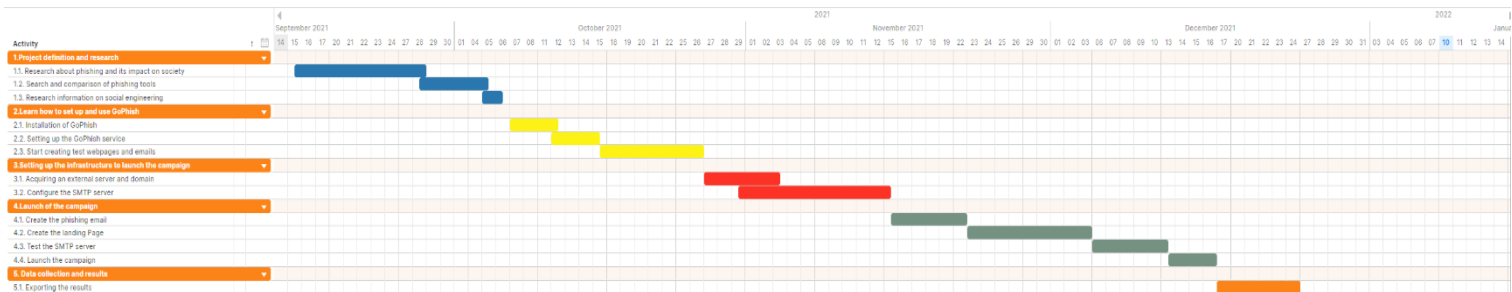 2021
2022
September 2021
October 2021
November 2021
December 2021
Activity
14 15 16 17 20 21 22 23 24 27 28 29 30 01 04 05 06 07 08 11 12 13 14 15 18 19 20 21 22 25 26 27 28 29 01 02 03 04 05 08 09 10 11 12 15 16 17 18 19 22 23 24 25 26 29 30 01 02 03 06 07 08 09 10 13 14 15 16 17 20 21 22 23 24 27 28 29 30 31 03 04 05 06 07 10 11 12 13 14
1.Project definition and research
1.1. Research about phishing and its impact on society
1.2. Search and comparison of phishing tools
1.3. Research information on social engineering
2.Learn how to set up and use GoPhish
2.1. Installation of GoPhish
2.2. Setting up the GoPhish service
2.3. Start creating test webpages and emails
3.Setting up the infrastructure to launch the campaign
3.1. Acquiring an external server and domain
3.2. Configure the SMTP server
4.Launch of the campaign
4.1. Create the phishing email
4.2. Create the landing Page
4.3. Test the SMTP server
4.4. Launch the campaign
5. Data collection and results
5.1. Exporting the results